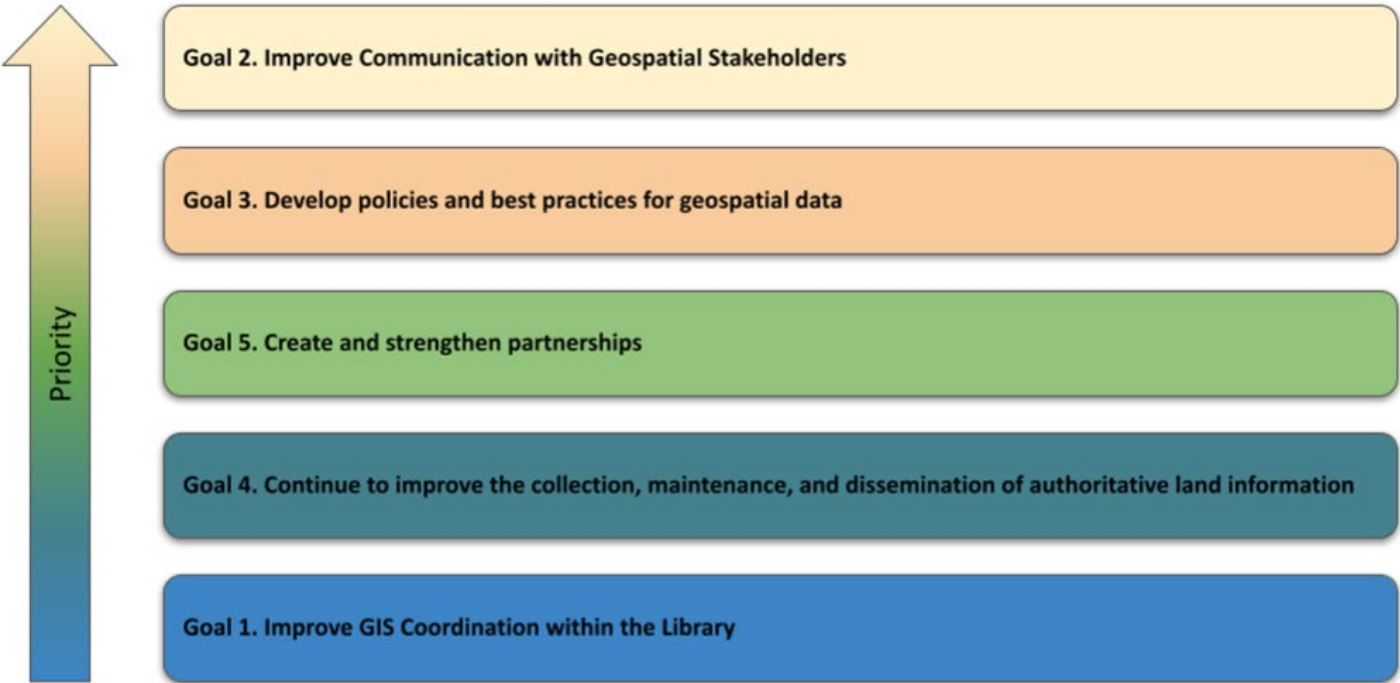 Goal 2. Improve Communication with Geospatial Stakeholders
Goal 3. Develop policies and best practices for geospatial data
Priority
Goal 5. Create and strengthen partnerships
Goal 4. Continue to improve the collection, maintenance, and dissemination of authoritative land information
Goal 1. Improve GIS Coordination within the Library